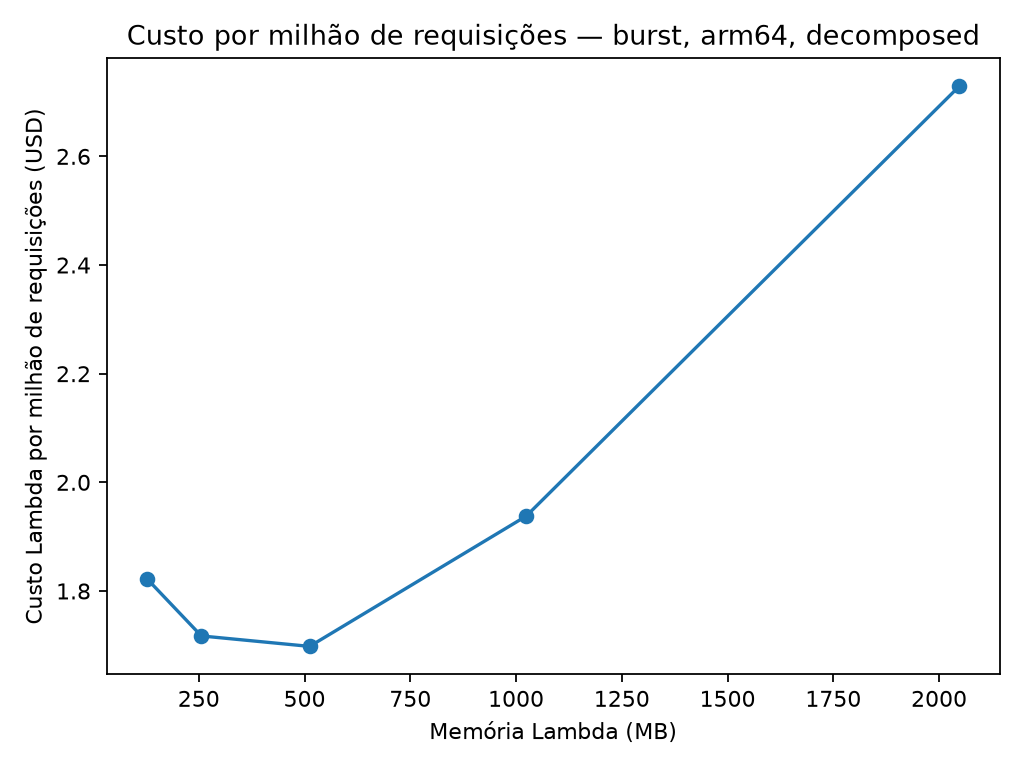 Custo por milhão de requisições — burst, arm64, decomposed
Custo Lambda por milhão de requisições (USD)
2.6
2.4
2.2
2.0
1.8
250 500 750 1000 1250 1500 1750 2000
Memória Lambda (MB)